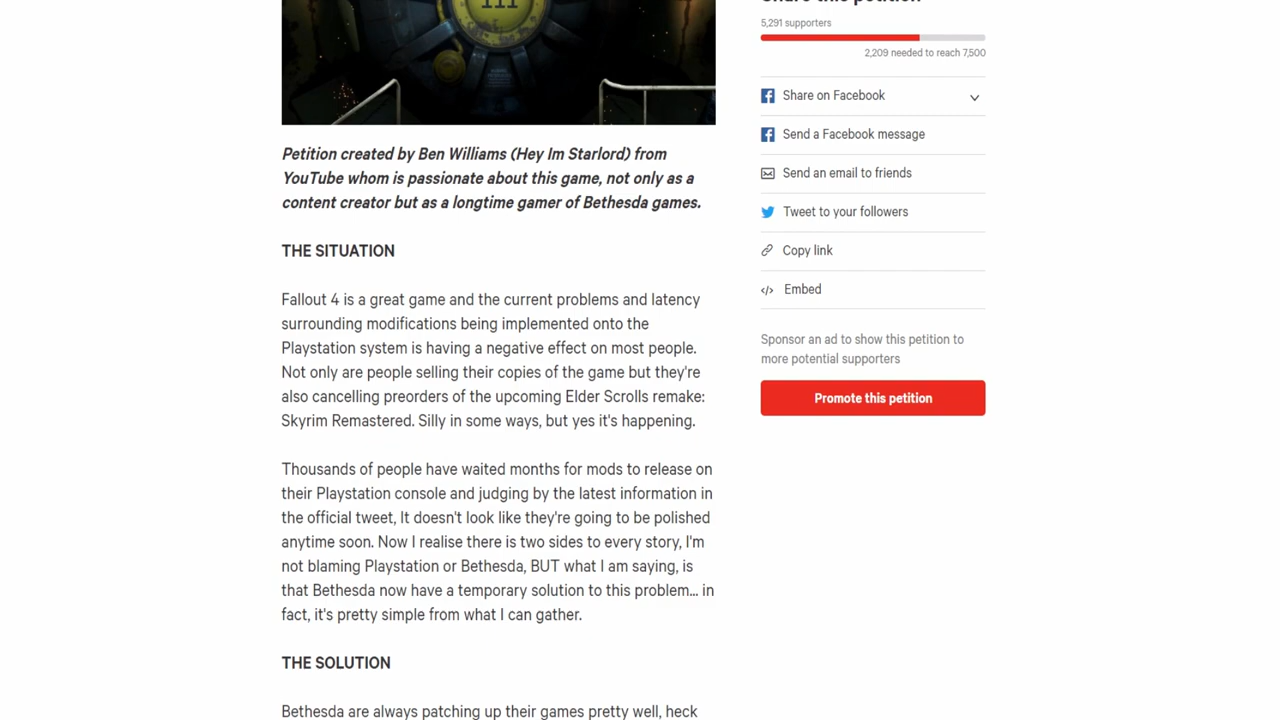 111
Share this petition
5,291 supporters
2,209 needed to reach 7,500
Share on Facebook
Send a Facebook message
Send an email to friends
Tweet to your followers
Copy link
Embed
Sponsor an ad to show this petition to
more potential supporters
Promote this petition
Petition created by Ben Williams (Hey Im Starlord) from
YouTube whom is passionate about this game, not only as a
content creator but as a longtime gamer of Bethesda games.
THE SITUATION
Fallout 4 is a great game and the current problems and latency
surrounding modifications being implemented onto the
Playstation system is having a negative effect on most people.
Not only are people selling their copies of the game but they're
also cancelling preorders of the upcoming Elder Scrolls remake:
Skyrim Remastered. Silly in some ways, but yes it's happening.
Thousands of people have waited months for mods to release on
their Playstation console and judging by the latest information in
the official tweet, It doesn't look like they're going to be polished
anytime soon. Now I realise there is two sides to every story, I'm
not blaming Playstation or Bethesda, BUT what I am saying, is
that Bethesda now have a temporary solution to this problem... in
fact, it's pretty simple from what I can gather.
THE SOLUTION
Bethesda are always patching up their games pretty well, heck